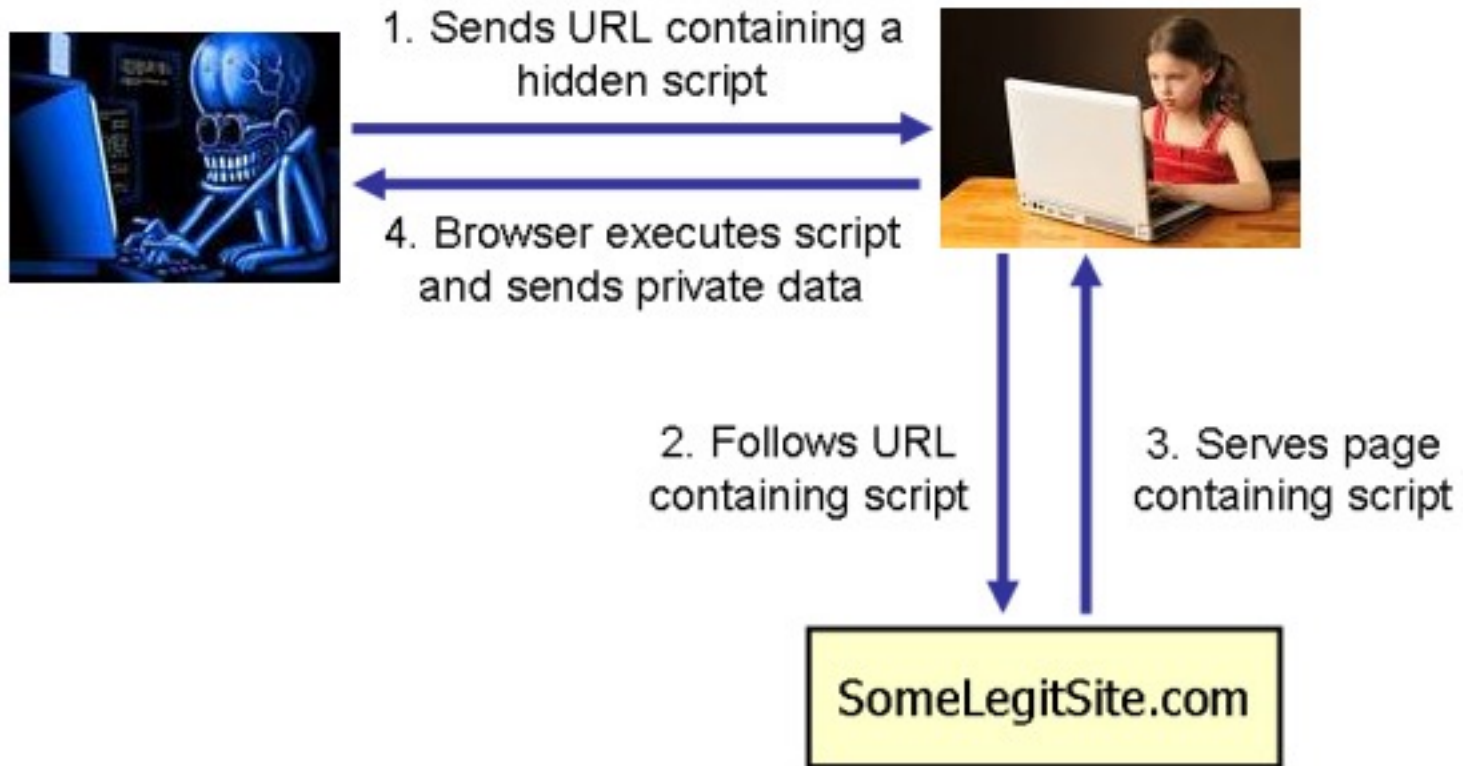 1. Sends URL containing a
hidden script
4. Browser executes script
and sends private data
2. Follows URL
containing script
3. Serves page
containing script
SomeLegitSite.com